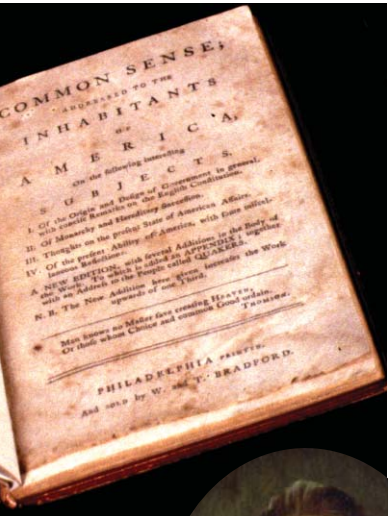 COMMON SENSE;
ADDRESSED TO THE
INHABITANTS
OF
AMERICA,
On the following interesting
SUBJECTS.
I. Of the Origin and Design of Government in general,
with concise Remarks on the English Constitution.
II. Of Monarchy and Hereditary Succession.
III. Thoughts on the present State of American Affairs.
IV. Of the present Ability of America, with some miscel-
laneous Reflections.
A NEW EDITION, with several Additions in the Body of
the Work. To which is added an APPENDIX; together
with an Address to the People called QUAKERS.
N. B. The New Addition here given increases the Work
upwards of one Third.
Man knows no Master save creating HEAVEN,
Or those whom Choice and common Good ordain.
THOMSON.
PHILADELPHIA PRINTED.
And SOLD by W. and T. BRADFORD.